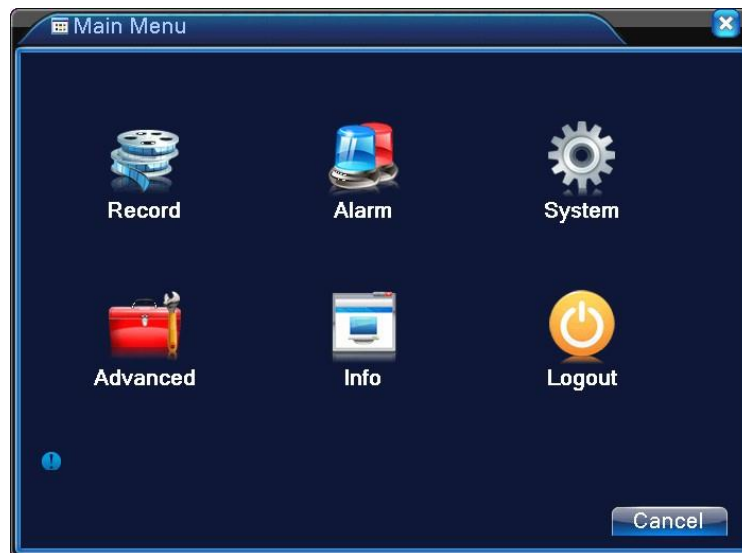 Main Menu
Record
Alarm
System
Advanced
Info
Logout
Cancel